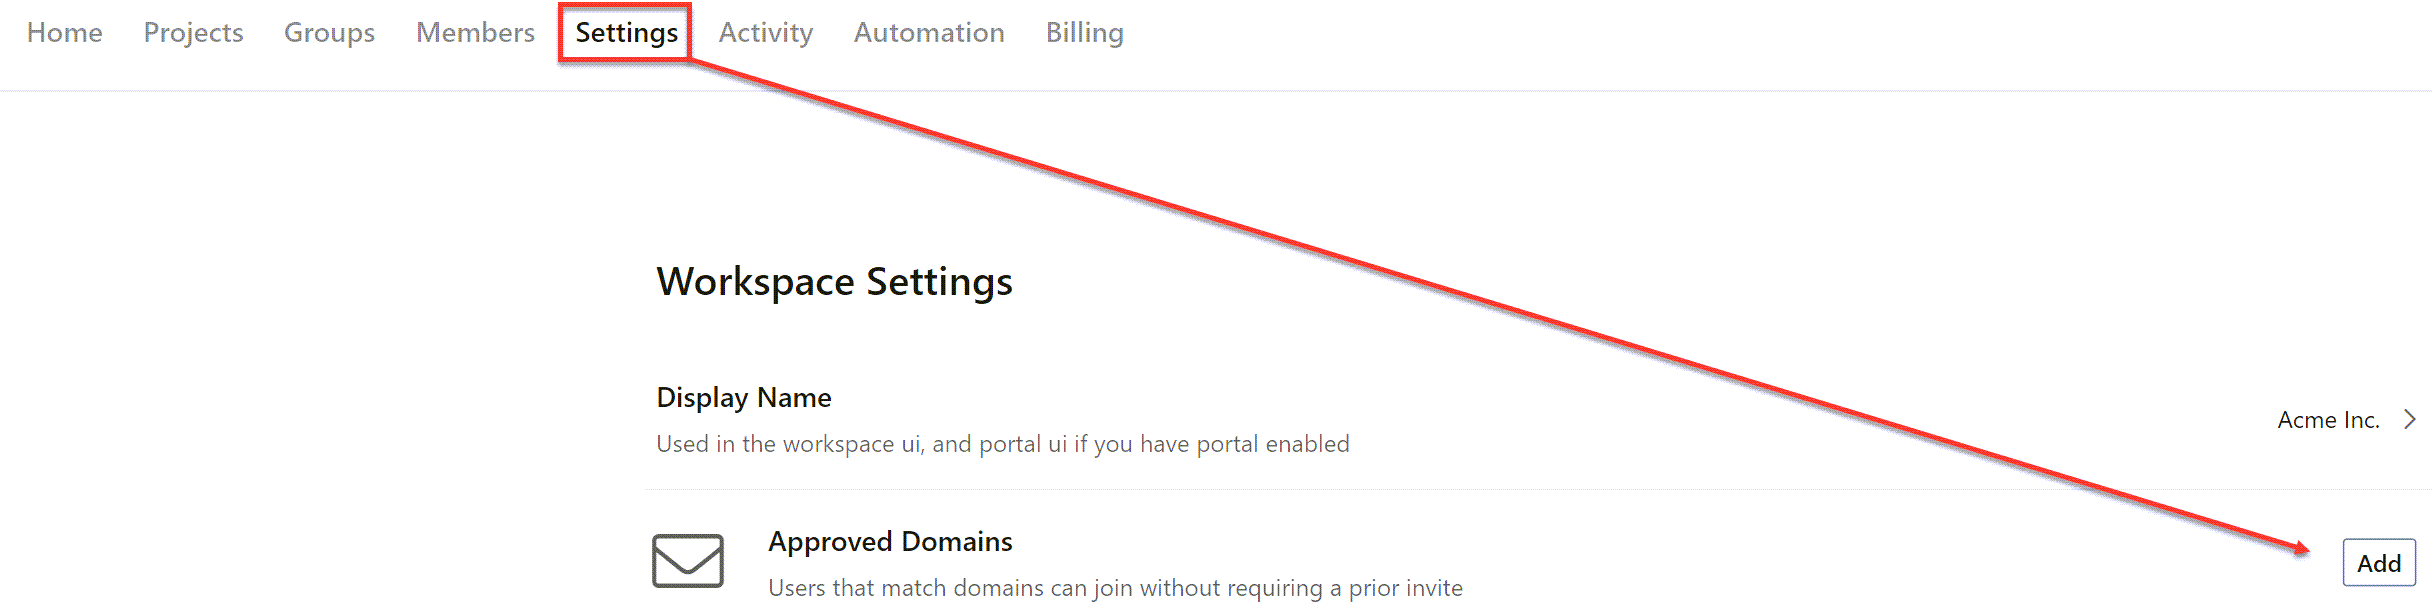 Home Projects Groups Members Settings Activity Automation Billing
Workspace Settings
Display Name
Used in the workspace ui, and portal ui if you have portal enabled
Acme Inc.
Approved Domains
Users that match domains can join without requiring a prior invite
Add